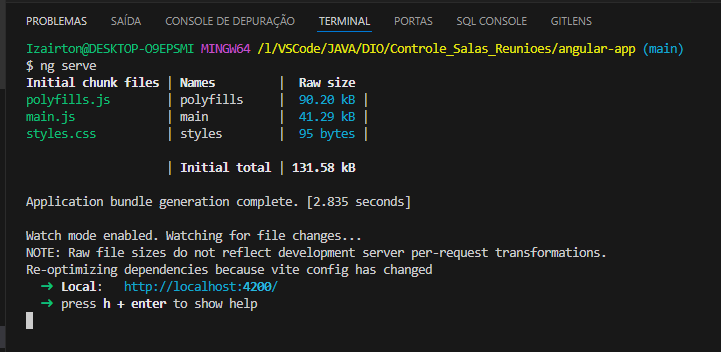 PROBLEMAS SAÍDA CONSOLE DE DEPURAÇÃO TERMINAL PORTAS SQL CONSOLE GITLENS
Izairton@DESKTOP-O9EPSMI MINGW64 /l/VSCode/JAVA/DIO/Controle_Salas_Reunioes/angular-app (main)
$ ng serve
Initial chunk files | Names | Raw size
polyfills.js | polyfills | 90.20 kB |
main.js | main | 41.29 kB |
styles.css | styles | 95 bytes |
| Initial total | 131.58 kB
Application bundle generation complete. [2.835 seconds]
Watch mode enabled. Watching for file changes...
NOTE: Raw file sizes do not reflect development server per-request transformations.
Re-optimizing dependencies because vite config has changed
➜ Local: http://localhost:4200/
➜ press h + enter to show help